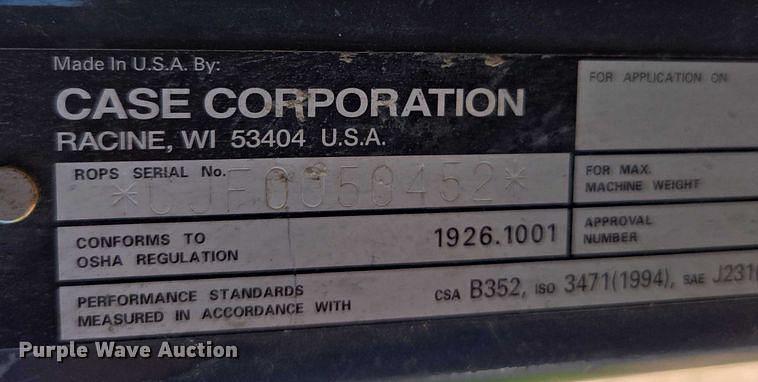 Made In U.S.A. By:
CASE CORPORATION
RACINE, WI 53404 U.S.A.
ROPS SERIAL No.
*CJF0050452*
CONFORMS TO
OSHA REGULATION
1926.1001
PERFORMANCE STANDARDS
MEASURED IN ACCORDANCE WITH
CSA B352, ISO 3471(1994), SAE J231(
FOR APPLICATION ON
FOR MAX.
MACHINE WEIGHT
APPROVAL
NUMBER
Purple Wave Auction